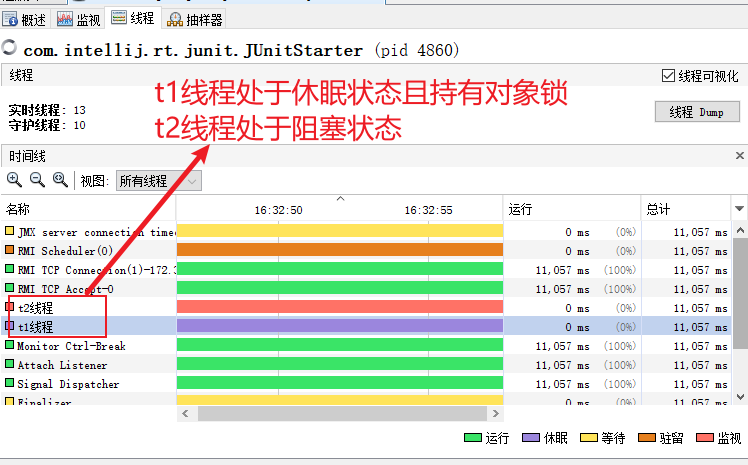 概述 监视 线程 抽样器
com.intellij.rt.junit.JUnitStarter (pid 4860)
线程
线程可视化
t1线程处于休眠状态且持有对象锁
实时线程: 13
守护线程: 10
线程 Dump
t2线程处于阻塞状态
时间线
视图: 所有线程
名称 16:32:50 16:32:55 运行 总计
JMX server connection timeo 0 ms (0%) 11,057 ms
RMI Scheduler(0) 0 ms (0%) 11,057 ms
RMI TCP Connection(1)-172.3 11,057 ms (100%) 11,057 ms
RMI TCP Accept-0 11,057 ms (100%) 11,057 ms
t2线程 0 ms (0%) 11,057 ms
t1线程 0 ms (0%) 11,057 ms
Monitor Ctrl-Break 11,057 ms (100%) 11,057 ms
Attach Listener 11,057 ms (100%) 11,057 ms
Signal Dispatcher 11,057 ms (100%) 11,057 ms
Finalizer 0 ms (0%) 11,057 ms
运行 休眠 等待 驻留 监视